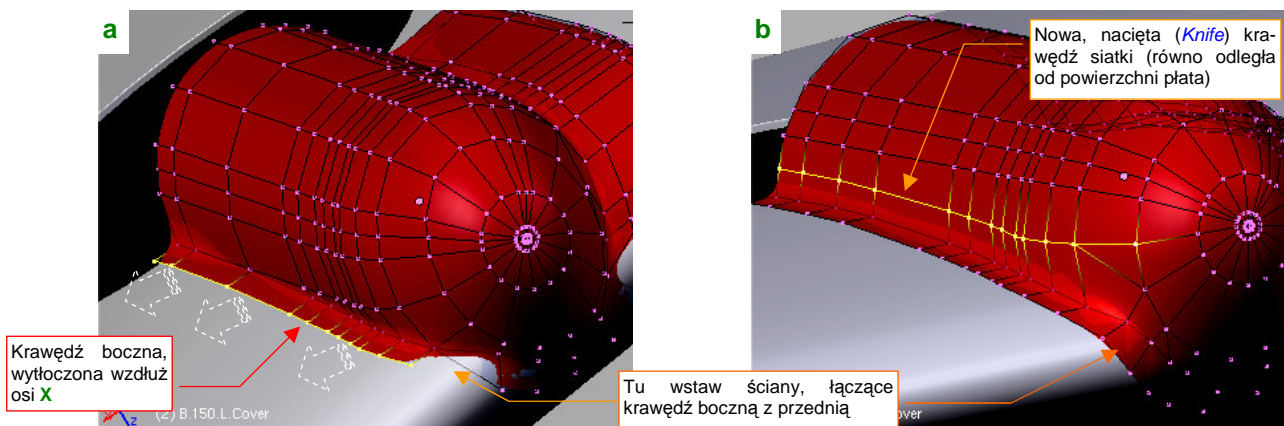 a
b
Nowa, nacięta (Knife) kra-
wędź siatki (równo odległa
od powierzchni płata)
Krawędź boczna,
wytłoczona wzdłuż
osi X
Tu wstaw ściany, łączące
krawędź boczną z przednią
z
(2) B.150.L.Cover
over